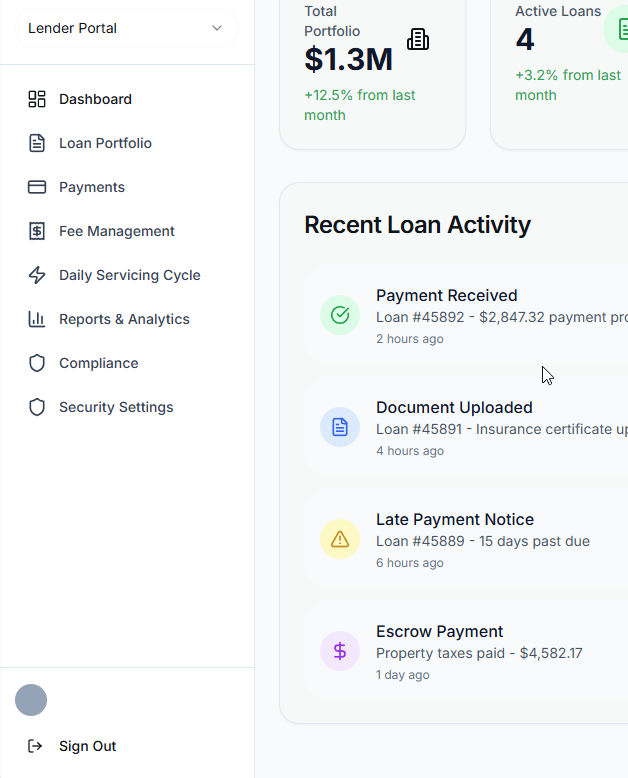 Lender Portal
Dashboard
Loan Portfolio
Payments
Fee Management
Daily Servicing Cycle
Reports & Analytics
Compliance
Security Settings
Sign Out
Total
Portfolio
$1.3M
+12.5% from last
month
Active Loans
4
+3.2% from last
month
Recent Loan Activity
Payment Received
Loan #45892 - $2,847.32 payment
2 hours ago
Document Uploaded
Loan #45891 - Insurance certificate
4 hours ago
Late Payment Notice
Loan #45889 - 15 days past due
6 hours ago
Escrow Payment
Property taxes paid - $4,582.17
1 day ago